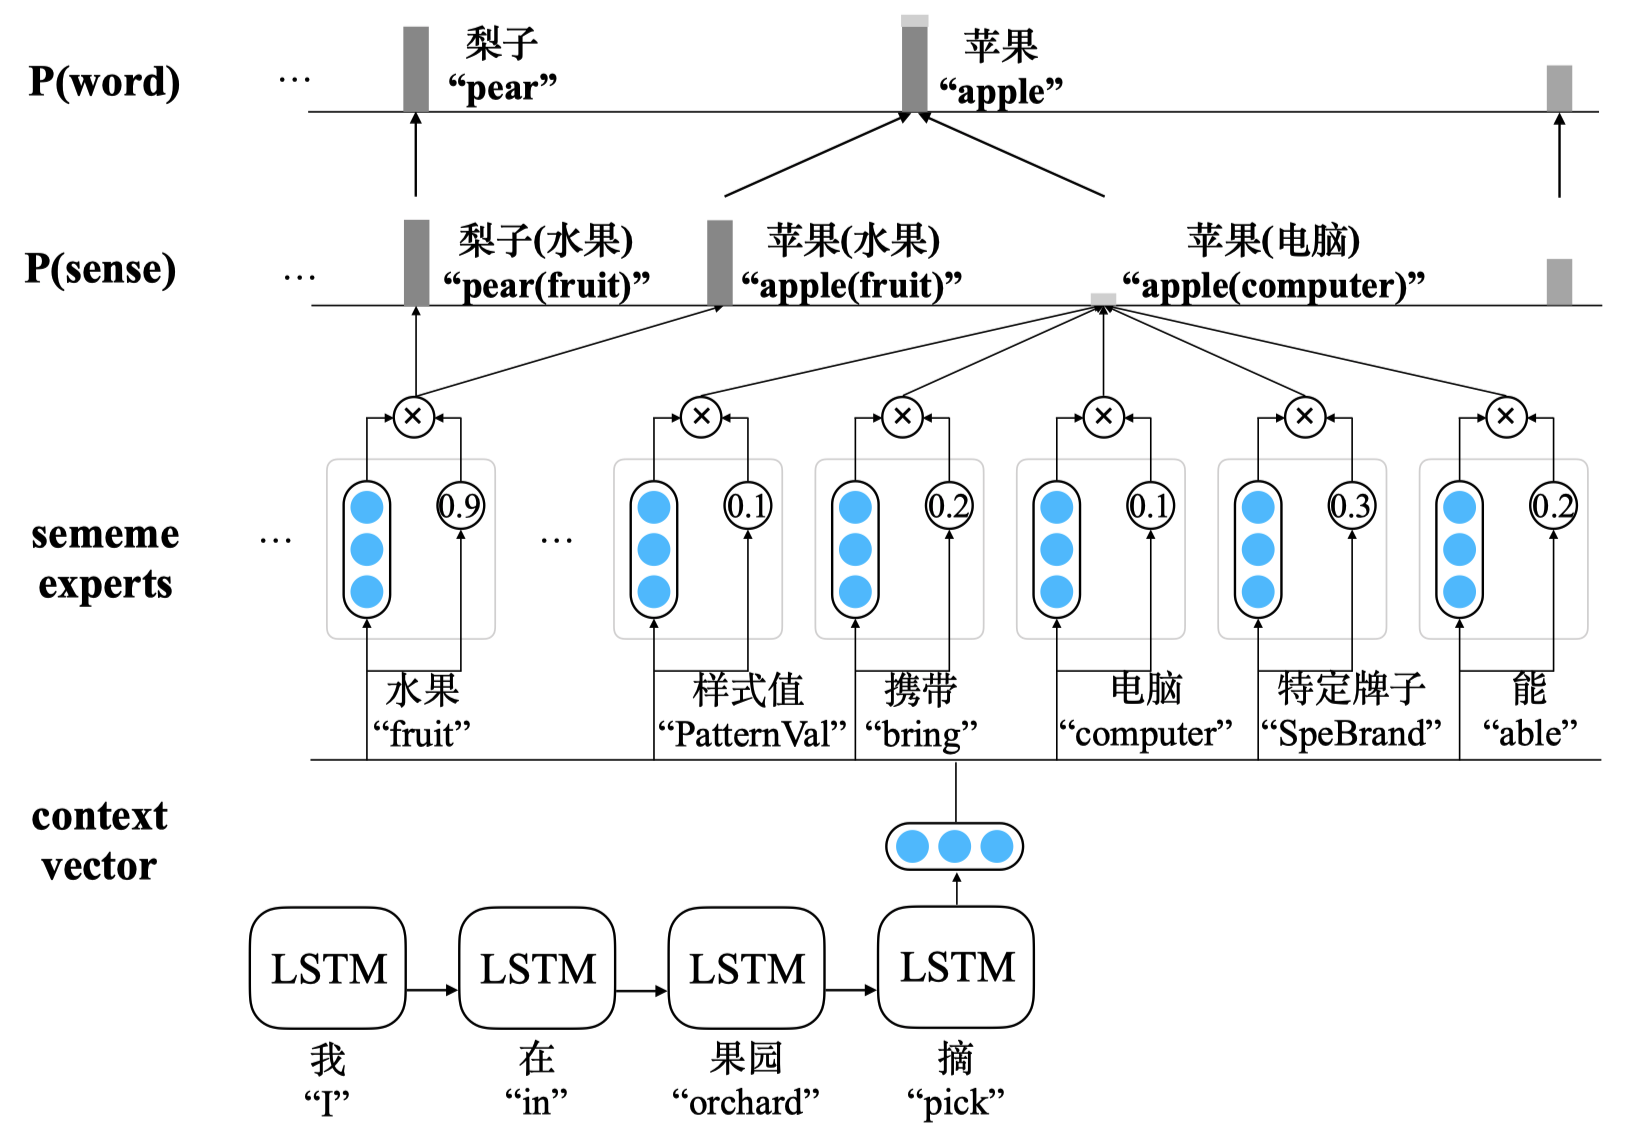 P(word)
…
梨子
“pear”
苹果
“apple”
P(sense)
…
梨子(水果)
“pear(fruit)”
苹果(水果)
“apple(fruit)”
苹果(电脑)
“apple(computer)”
×
×
×
×
×
×
sememe
experts
…
0.9
…
0.1
0.2
0.1
0.3
0.2
水果
“fruit”
样式值
“PatternVal”
携带
“bring”
电脑
“computer”
特定牌子
“SpeBrand”
能
“able”
context
vector
LSTM
LSTM
LSTM
LSTM
我
“I”
在
“in”
果园
“orchard”
摘
“pick”